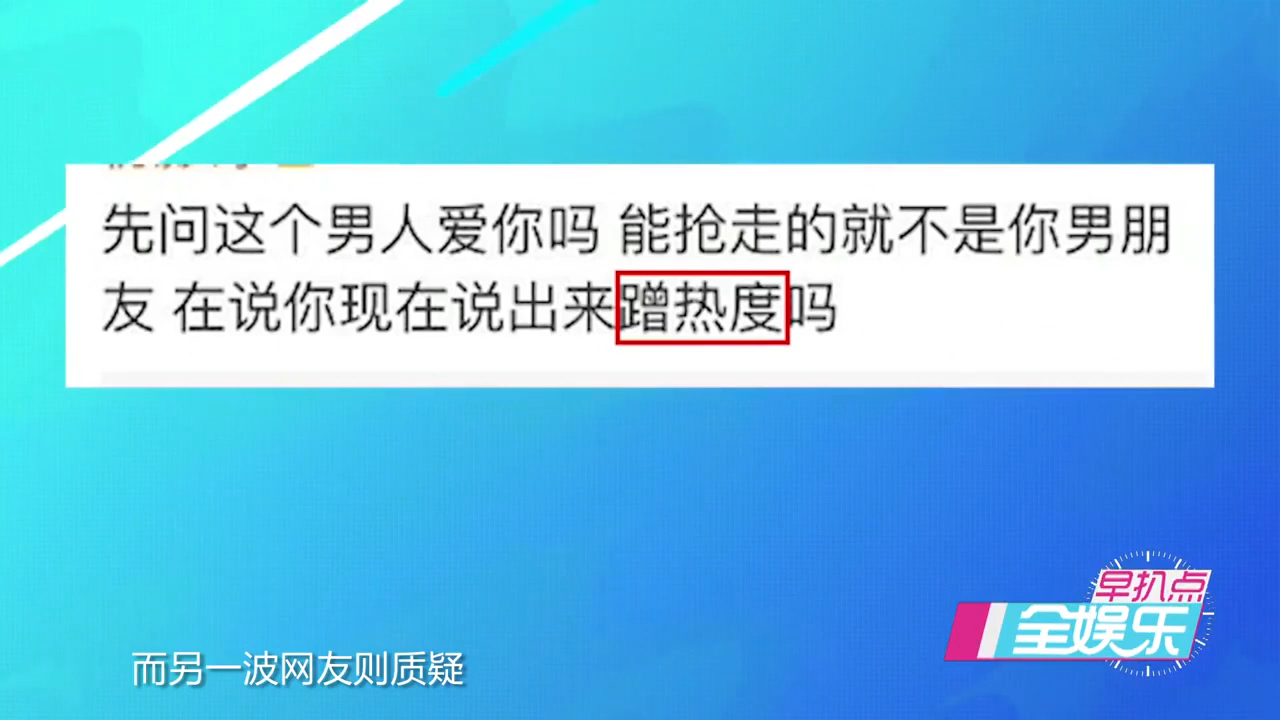 先问这个男人爱你吗 能抢走的就不是你男朋
友 在说你现在说出来蹭热度吗
早扒点
全娱乐
而另一波网友则质疑